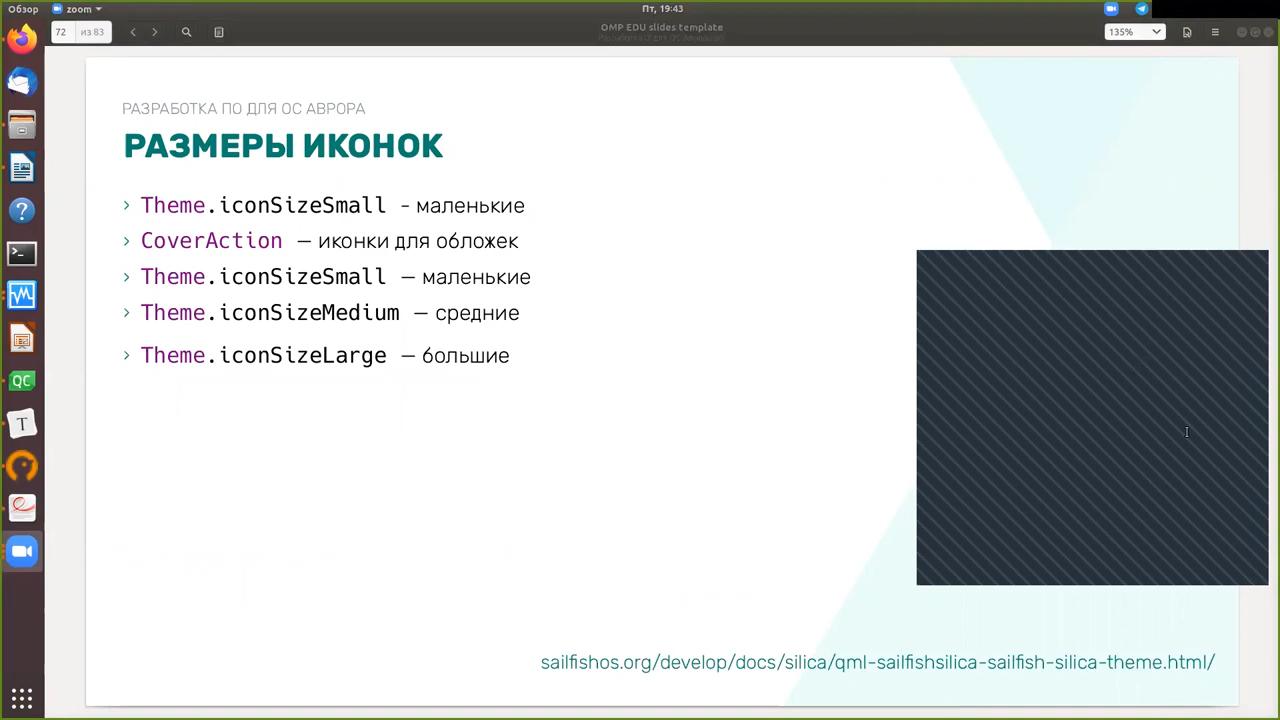 Обзор
zoom
Пт, 19:43
72 из 83
OMP EDU slides template
135%
РАЗРАБОТКА ПО ДЛЯ ОС АВРОРА
РАЗМЕРЫ ИКОНОК
› Theme.iconSizeSmall - маленькие
› CoverAction – иконки для обложек
› Theme.iconSizeSmall – маленькие
› Theme.iconSizeMedium – средние
› Theme.iconSizeLarge – большие
QC
T
sailfishos.org/develop/docs/silica/qml-sailfishsilica-sailfish-silica-theme.html/